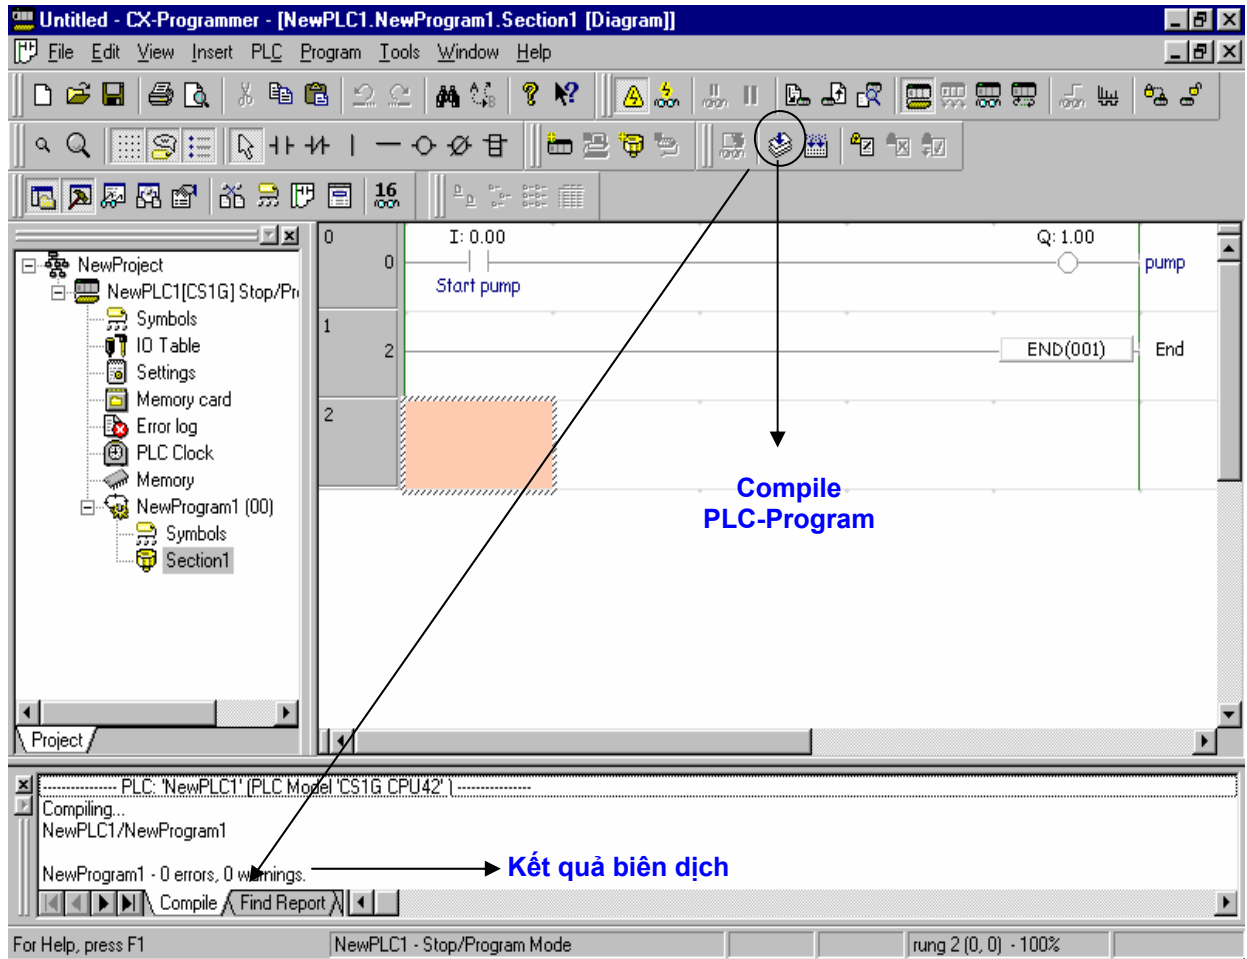 Untitled - CX-Programmer - [NewPLC1.NewProgram1.Section1 [Diagram]]
File Edit View Insert PLC Program Tools Window Help
16
NewProject
NewPLC1[CS1G] Stop/Pr
Symbols
IO Table
Settings
Memory card
Error log
PLC Clock
Memory
NewProgram1 (00)
Symbols
Section1
Project
0
0
I: 0.00
Start pump
Q: 1.00
pump
1
2
END(001)
End
2
Compile
PLC-Program
--------------- PLC: 'NewPLC1' (PLC Model 'CS1G CPU42' ) ---------------
Compiling...
NewPLC1/NewProgram1
NewProgram1 - 0 errors, 0 warnings.
Kết quả biên dịch
Compile Find Report
For Help, press F1
NewPLC1 - Stop/Program Mode
rung 2 (0, 0) - 100%